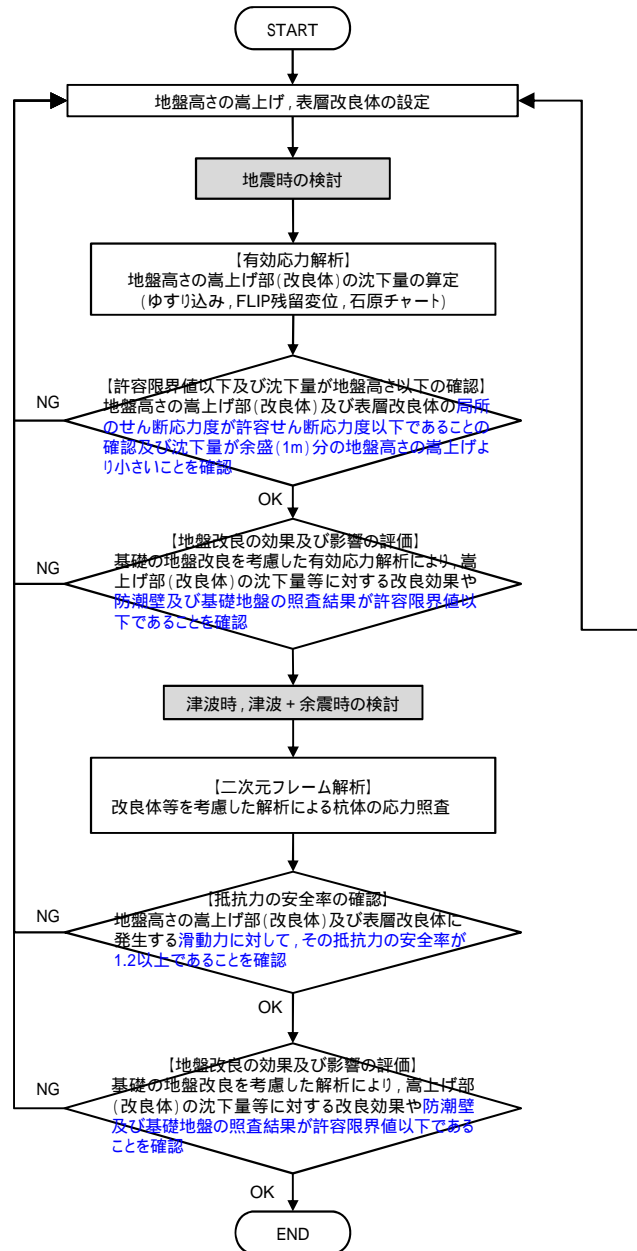 START
地盤高さの嵩上げ，表層改良体の設定
地震時の検討
【有効応力解析】
地盤高さの嵩上げ部(改良体)の沈下量の算定
(ゆすり込み，FLIP残留変位，石原チャート)
【許容限界値以下及び沈下量が地盤高さ以下の確認】
NG
地盤高さの嵩上げ部(改良体)及び表層改良体の局所
のせん断応力度が許容せん断応力度以下であることの
確認及び沈下量が余盛(1m)分の地盤高さの嵩上げよ
り小さいことを確認
OK
【地盤改良の効果及び影響の評価】
基礎の地盤改良を考慮した有効応力解析により，嵩
NG
上げ部(改良体)の沈下量等に対する改良効果や
防潮壁及び基礎地盤の照査結果が許容限界値以
下であることを確認
津波時，津波＋余震時の検討
【二次元フレーム解析】
改良体等を考慮した解析による杭体の応力照査
【抵抗力の安全率の確認】
NG
地盤高さの嵩上げ部(改良体)及び表層改良体に
発生する滑動力に対して，その抵抗力の安全率が
1.2以上であることを確認
OK
【地盤改良の効果及び影響の評価】
基礎の地盤改良を考慮した解析により，嵩上げ部
NG
(改良体)の沈下量等に対する改良効果や防潮壁
及び基礎地盤の照査結果が許容限界値以下である
ことを確認
OK
END